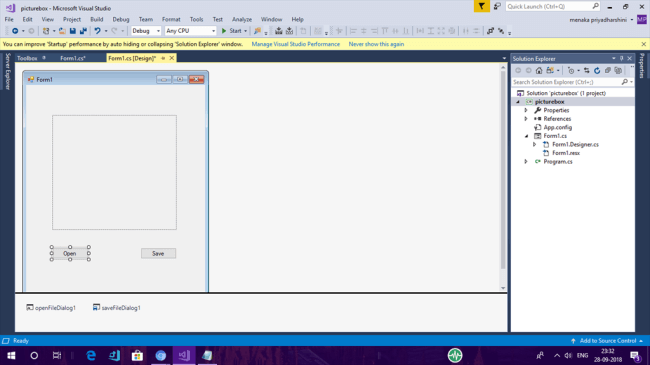 picturebox - Microsoft Visual Studio
Quick Launch (Ctrl+Q)
File Edit View Project Build Debug Team Format Tools Test Analyze Window Help
menaka priyadharshini MP
Debug Any CPU Start
You can improve 'Startup' performance by auto hiding or collapsing 'Solution Explorer' window. Manage Visual Studio Performance Never show this again
Server Explorer
Toolbox Form1.cs* Form1.cs [Design]*
Form1
Open Save
openFileDialog1 saveFileDialog1
Solution Explorer
Search Solution Explorer (Ctrl+;)
Solution 'picturebox' (1 project)
picturebox
Properties
References
App.config
Form1.cs
Form1.Designer.cs
Form1.resx
Program.cs
Properties
Ready Add to Source Control
ENG
23:32
28-09-2018
3